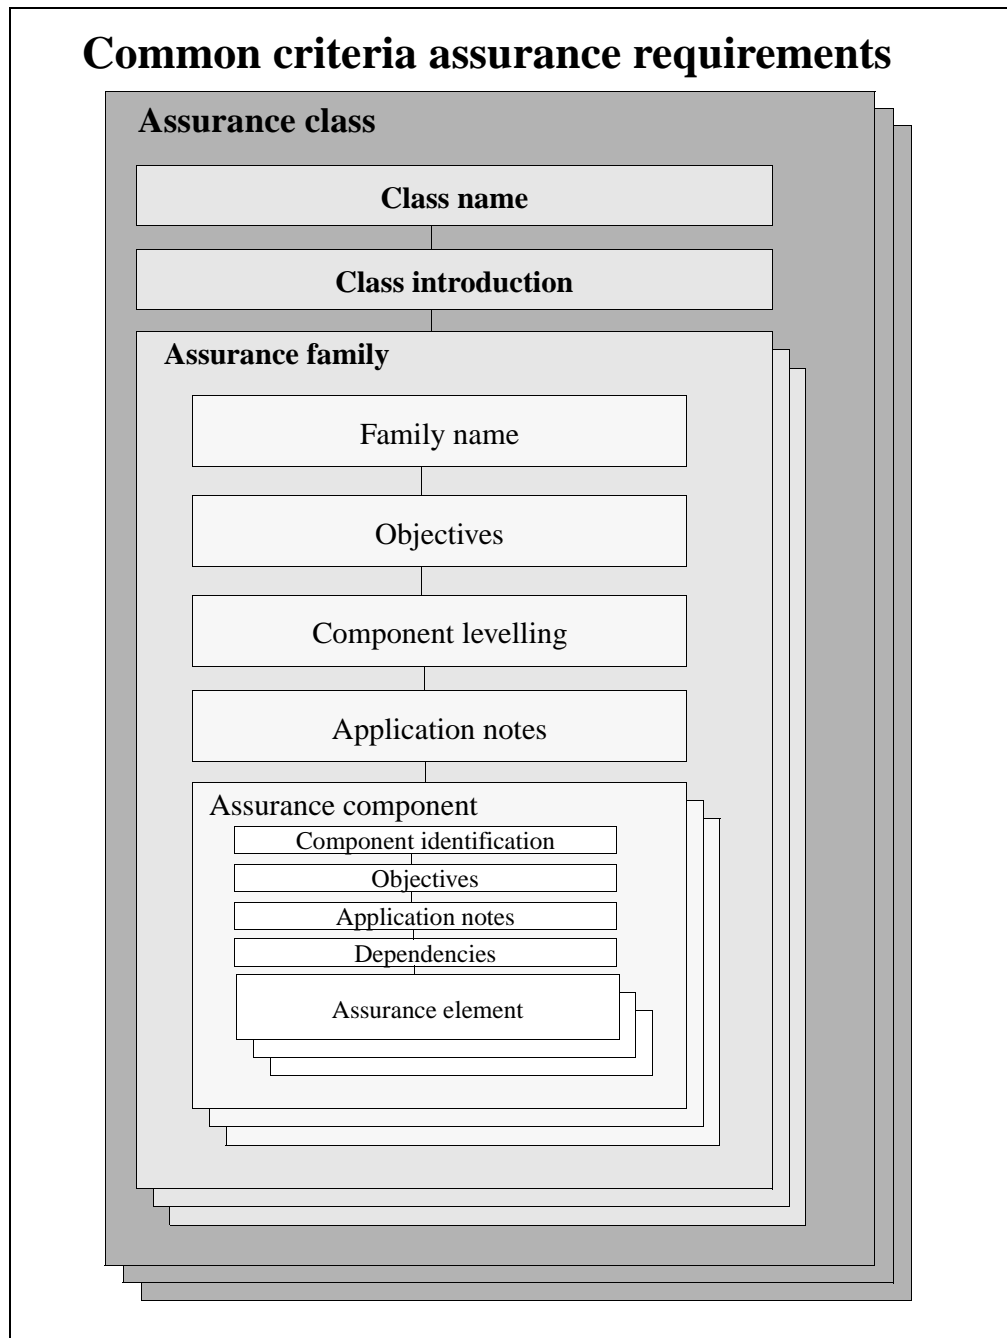 Common criteria assurance requirements
Assurance class
Class name
Class introduction
Assurance family
Family name
Objectives
Component levelling
Application notes
Assurance component
Component identification
Objectives
Application notes
Dependencies
Assurance element